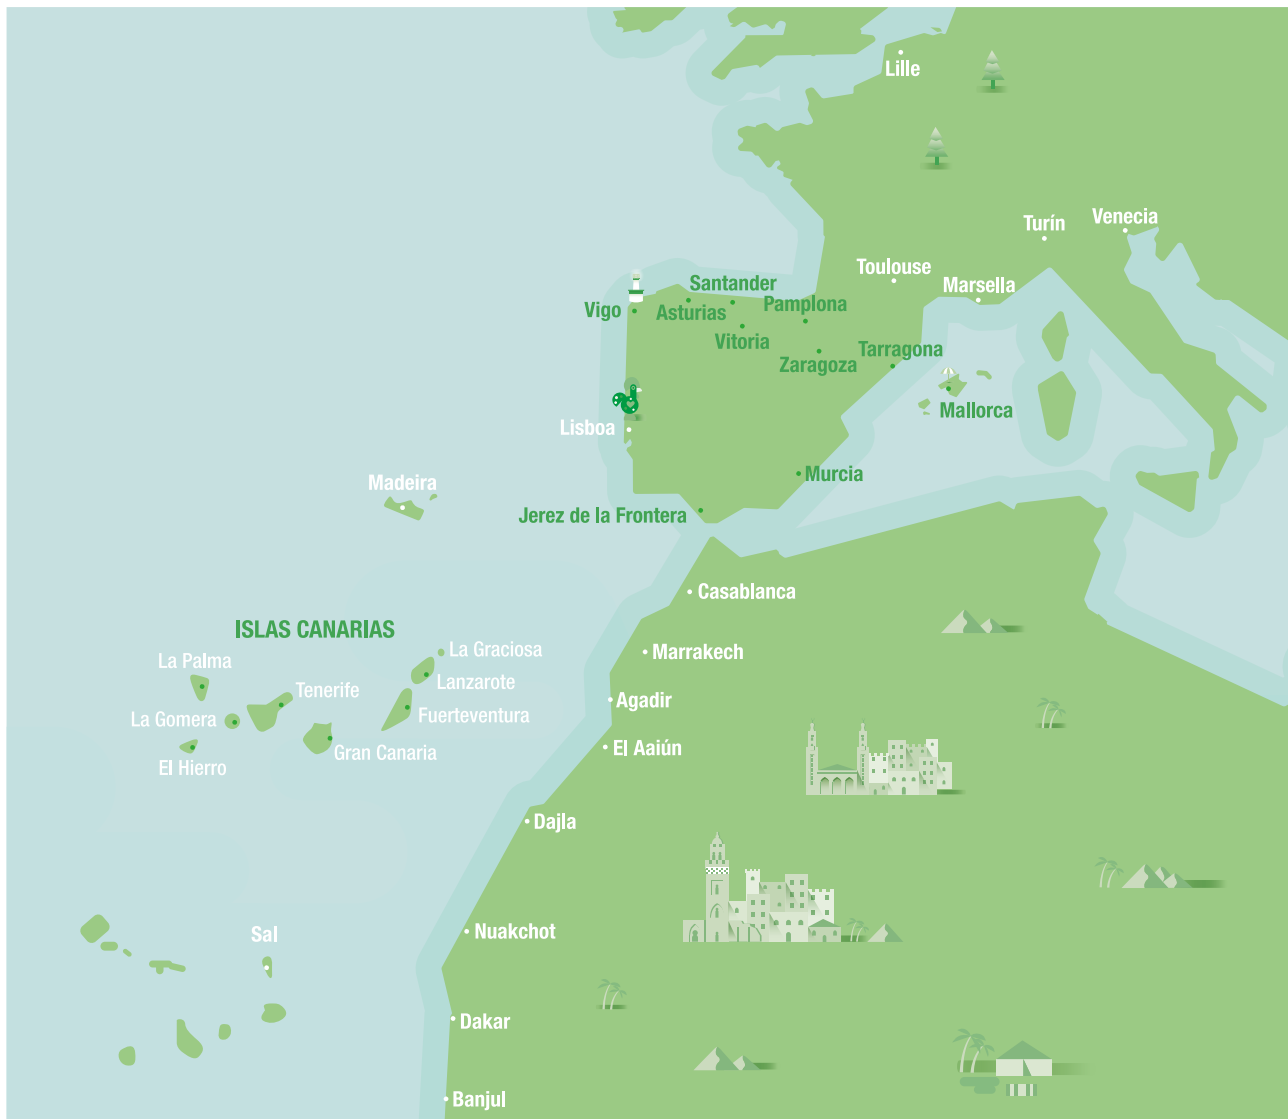 Lille
Turín
Venecia
Toulouse
Marsella
Santander
Vigo
Asturias
Pamplona
Vitoria
Zaragoza
Tarragona
Mallorca
Lisboa
Murcia
Madeira
Jerez de la Frontera
Casablanca
ISLAS CANARIAS
La Graciosa
Marrakech
La Palma
Lanzarote
Tenerife
Agadir
La Gomera
Fuerteventura
El Aaiún
Gran Canaria
El Hierro
Dajla
Sal
Nuakchot
Dakar
Banjul